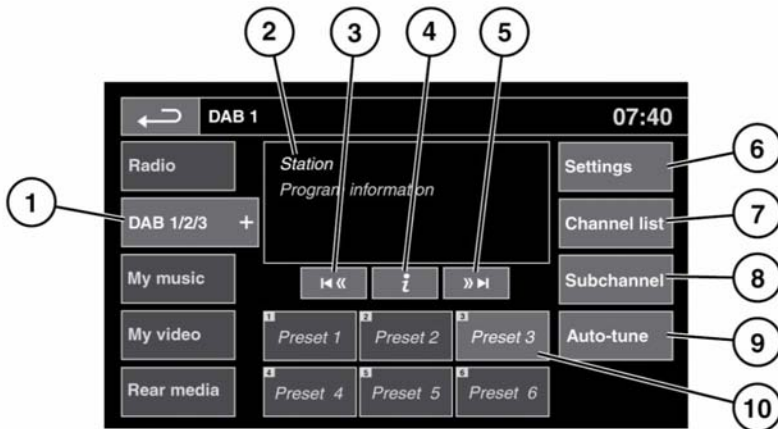 2 3 4 5
DAB 1 07:40
Radio
Station
Program information
Settings
6
1
DAB 1/2/3 +
Channel list
7
My music
i
Subchannel
8
My video
1 Preset 1 2 Preset 2 3 Preset 3
Auto-tune
9
Rear media
4 Preset 4 5 Preset 5 6 Preset 6
10